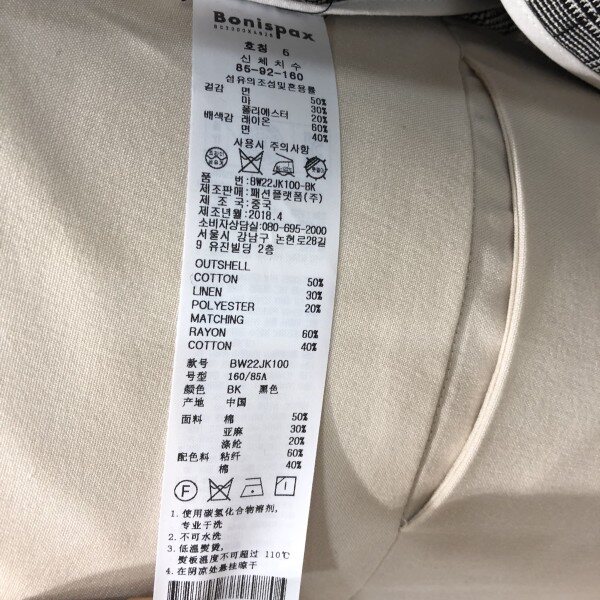 Bonispax
호칭 6
신체치수
85-92-160
섬유의조성및혼용률
겉감 면 50%
마 30%
폴리에스터 20%
배색감 레이온 60%
면 40%
사용시 주의사항
품 번:BW22JK100-BK
제조판매:패션플랫폼(주)
제 조 국:중국
제조년월:2018.4
소비자상담실:080-695-2000
서울시 강남구 논현로28길
9 유진빌딩 2층
OUTSHELL
COTTON 50%
LINEN 30%
POLYESTER 20%
MATCHING
RAYON 60%
COTTON 40%
款号 BW22JK100
号型 160/85A
颜色 BK 黑色
产地 中国
面料 棉 50%
亚麻 30%
涤纶 20%
配色料 粘纤 60%
棉 40%
F
1. 使用碳氢化合物溶剂,
专业干洗
2. 不可水洗
3. 低温熨烫,
熨板温度不可超过 110℃
4. 在阴凉处悬挂晾干